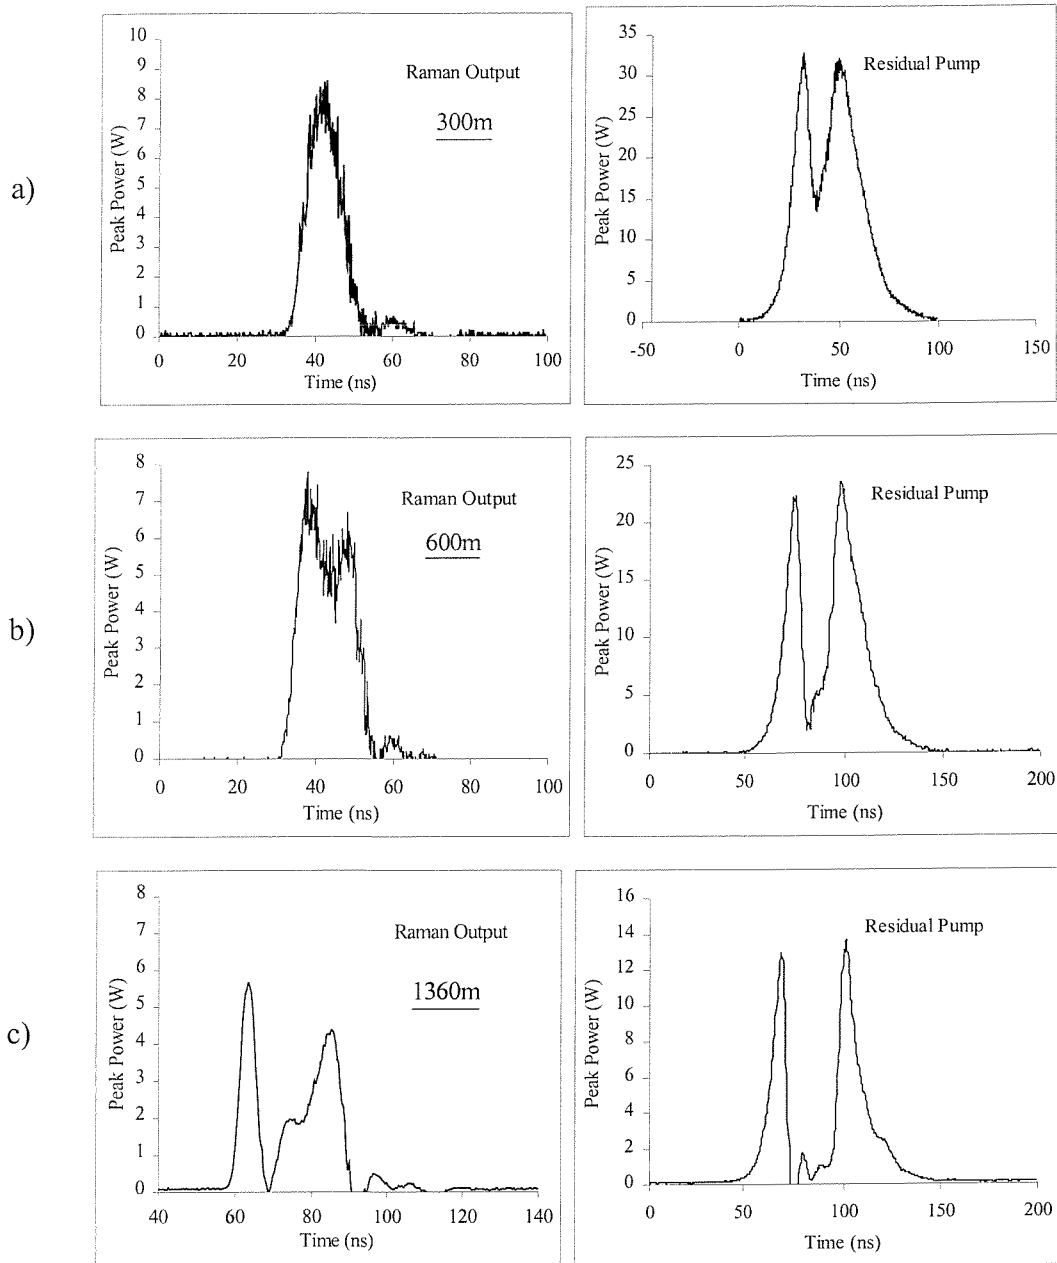 a)
Raman Output
300m
Peak Power (W)
10
9
8
7
6
5
4
3
2
1
0
0 20 40 60 80 100
Time (ns)
Residual Pump
Peak Power (W)
35
30
25
20
15
10
5
0
-50 0 50 100 150
Time (ns)
b)
Raman Output
600m
Peak Power (W)
8
7
6
5
4
3
2
1
0
0 20 40 60 80 100
Time (ns)
Residual Pump
Peak Power (W)
25
20
15
10
5
0
0 50 100 150 200
Time (ns)
c)
Raman Output
1360m
Peak Power (W)
8
7
6
5
4
3
2
1
0
40 60 80 100 120 140
Time (ns)
Residual Pump
Peak Power (W)
16
14
12
10
8
6
4
2
0
0 50 100 150 200
Time (ns)